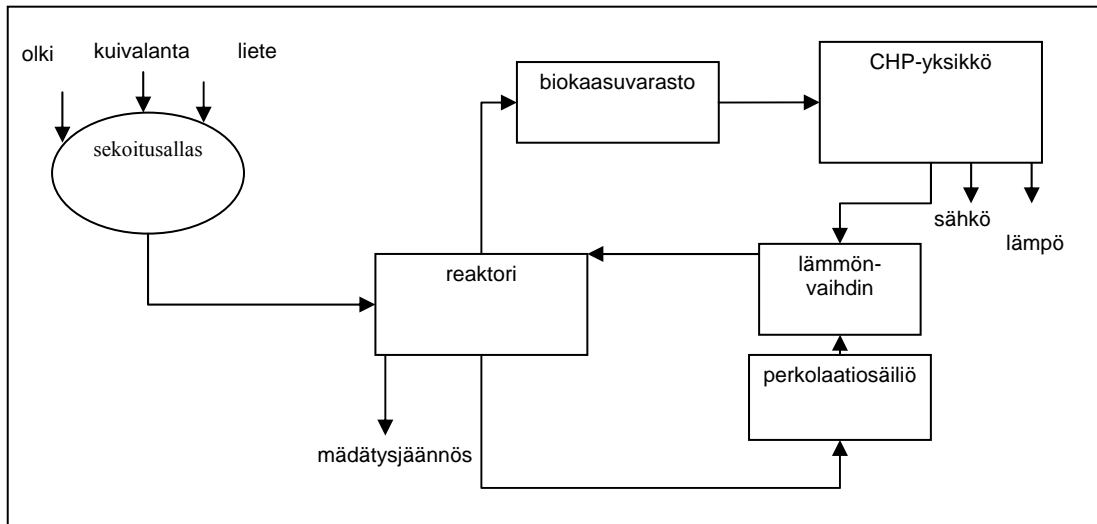 olki
kuivalanta
liete
sekoitusallas
biokaasuvarasto
CHP-yksikkö
sähkö
lämpö
reaktori
lämmön-
vaihdin
perkolaatiosäiliö
mädätysjäännös